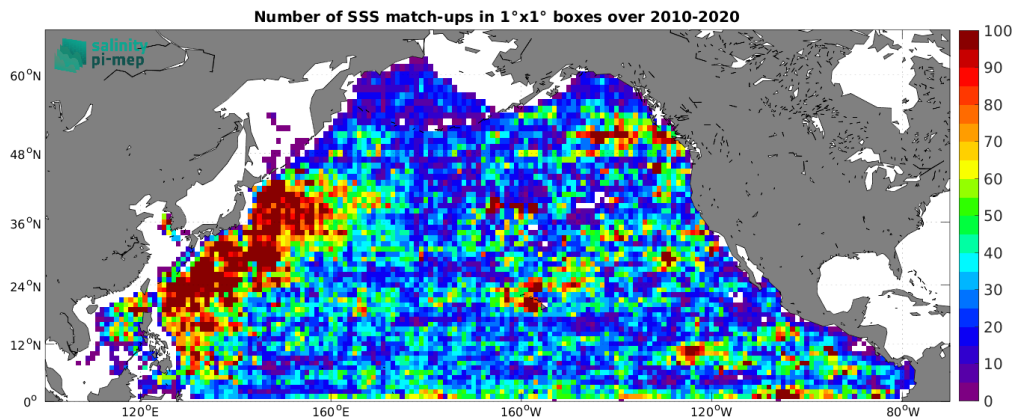 Number of SSS match-ups in 1°x1° boxes over 2010-2020
salinity
pi-mep
60°N
48°N
36°N
24°N
12°N
0°
120°E
160°E
160°W
120°W
80°W
100
90
80
70
60
50
40
30
20
10
0